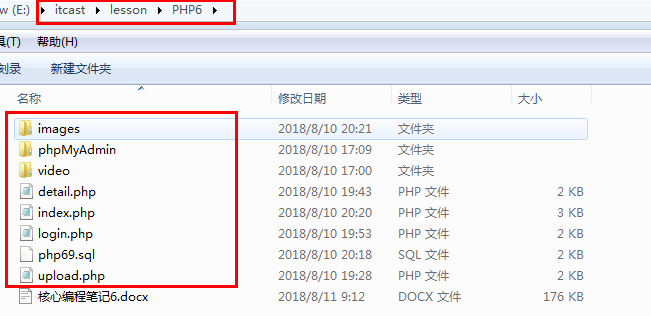 w (E:) ▸ itcast ▸ lesson ▸ PHP6 ▸
具(T) 帮助(H)
刻录 新建文件夹
名称 修改日期 类型 大小
images 2018/8/10 20:21 文件夹
phpMyAdmin 2018/8/10 17:09 文件夹
video 2018/8/10 17:00 文件夹
detail.php 2018/8/10 19:43 PHP 文件 2 KB
index.php 2018/8/10 20:20 PHP 文件 3 KB
login.php 2018/8/10 19:53 PHP 文件 2 KB
php69.sql 2018/8/10 20:18 SQL 文件 2 KB
upload.php 2018/8/10 19:28 PHP 文件 2 KB
核心编程笔记6.docx 2018/8/11 9:12 DOCX 文件 176 KB